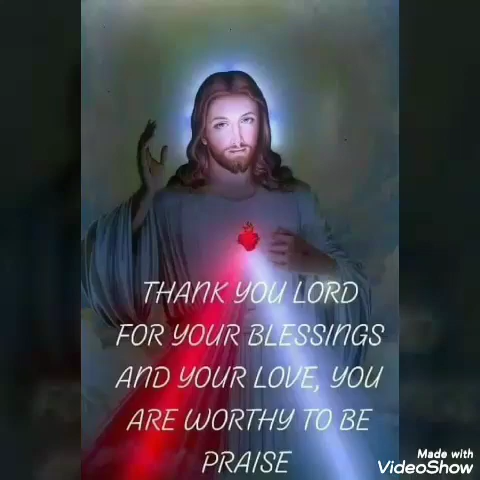 THANK YOU LORD
FOR YOUR BLESSINGS
AND YOUR LOVE, YOU
ARE WORTHY TO BE
PRAISE
Made with
VideoShow